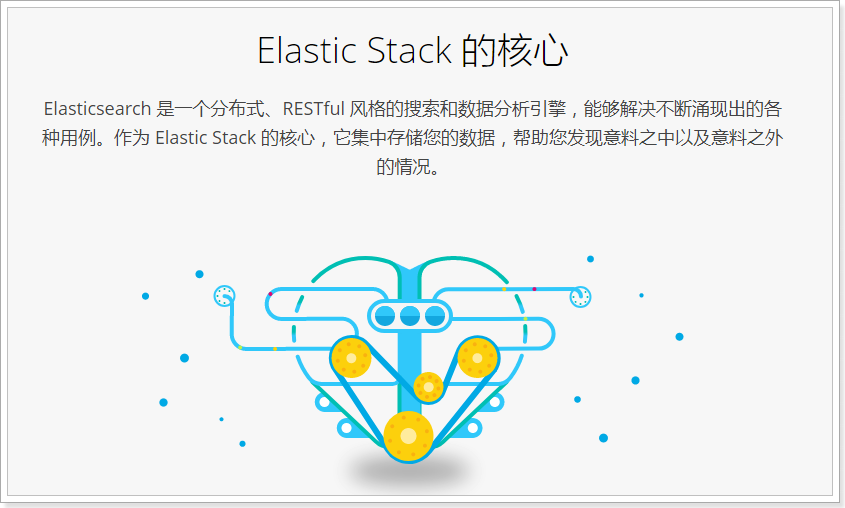 Elastic Stack 的核心
Elasticsearch 是一个分布式、RESTful 风格的搜索和数据分析引擎，能够解决不断涌现出的各
种用例。作为 Elastic Stack 的核心，它集中存储您的数据，帮助您发现意料之中以及意料之外
的情况。